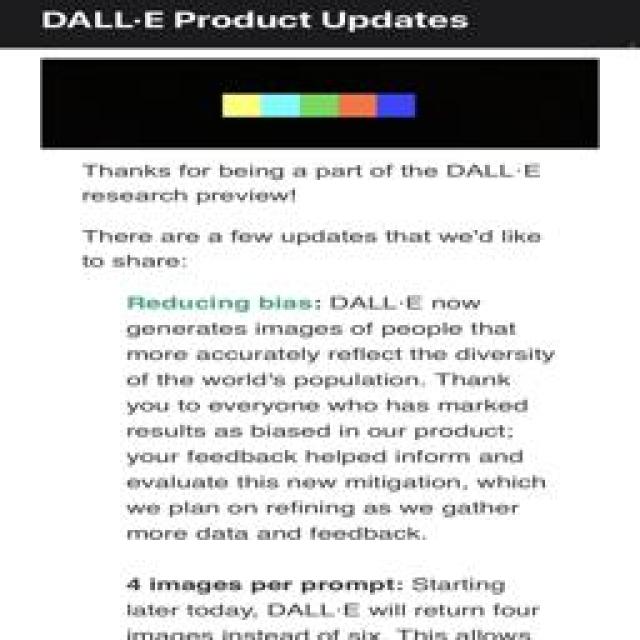 DALL·E Product Updates
Thanks for being a part of the DALL·E
research preview!
There are a few updates that we'd like
to share:
Reducing bias: DALL·E now
generates images of people that
more accurately reflect the diversity
of the world's population. Thank
you to everyone who has marked
results as biased in our product;
your feedback helped inform and
evaluate this new mitigation, which
we plan on refining as we gather
more data and feedback.
4 images per prompt: Starting
later today, DALL·E will return four
images instead of six. This allows